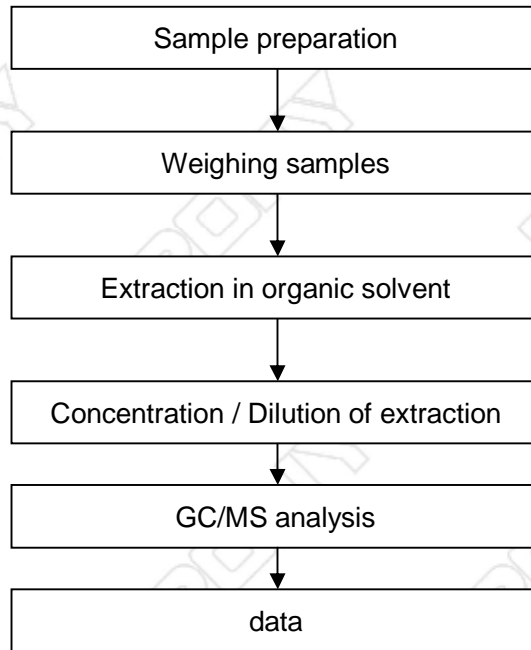 Sample preparation
Weighing samples
Extraction in organic solvent
Concentration / Dilution of extraction
GC/MS analysis
data